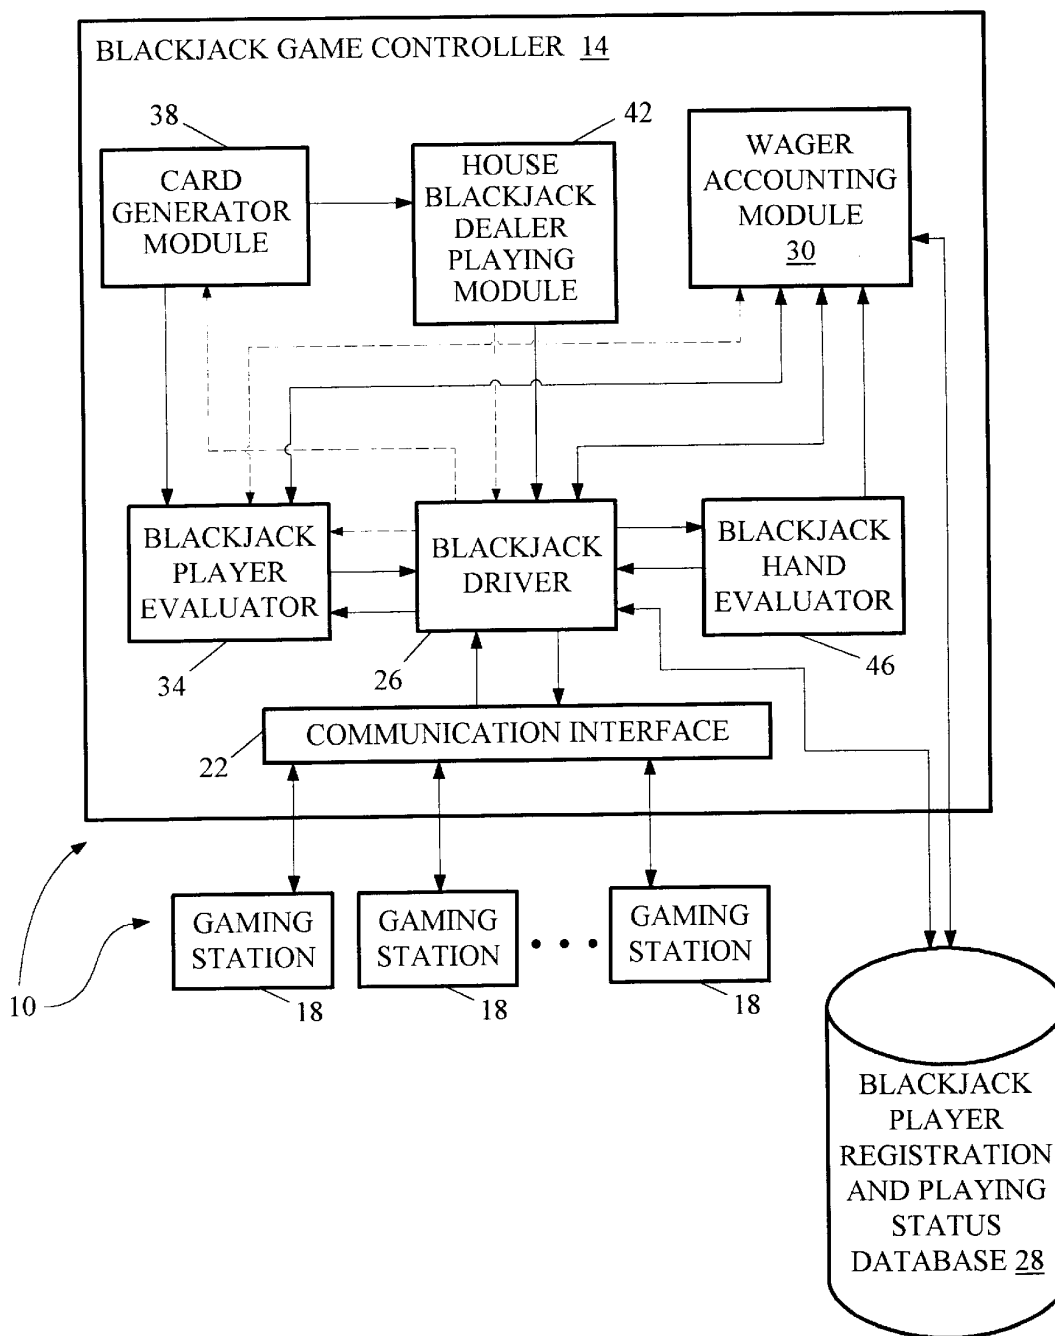 BLACKJACK GAME CONTROLLER 14
38
42
CARD
GENERATOR
MODULE
HOUSE
BLACKJACK
DEALER
PLAYING
MODULE
WAGER
ACCOUNTING
MODULE
30
BLACKJACK
PLAYER
EVALUATOR
BLACKJACK
DRIVER
BLACKJACK
HAND
EVALUATOR
34
26
46
COMMUNICATION INTERFACE
22
GAMING
STATION
GAMING
STATION
GAMING
STATION
10
18
18
18
BLACKJACK
PLAYER
REGISTRATION
AND PLAYING
STATUS
DATABASE 28